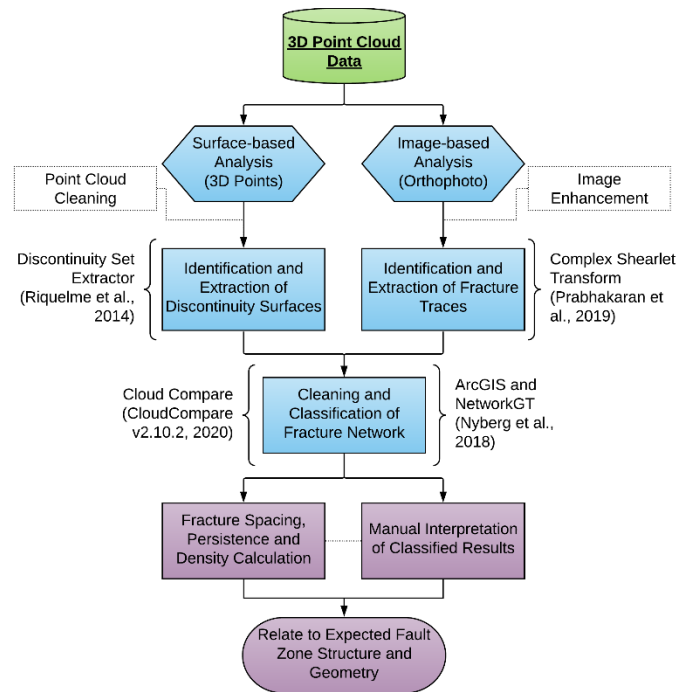 3D Point Cloud
Data
Surface-based
Analysis
(3D Points)
Image-based
Analysis
(Orthophoto)
Point Cloud
Cleaning
Image
Enhancement
Discontinuity Set
Extractor
(Riquelme et al.,
2014)
Identification and
Extraction of
Discontinuity Surfaces
Identification and
Extraction of Fracture
Traces
Complex Shearlet
Transform
(Prabhakaran et
al., 2019)
Cloud Compare
(CloudCompare
v2.10.2, 2020)
Cleaning and
Classification of
Fracture Network
ArcGIS and
NetworkGT
(Nyberg et al.,
2018)
Fracture Spacing,
Persistence and
Density Calculation
Manual Interpretation
of Classified Results
Relate to Expected Fault
Zone Structure and
Geometry